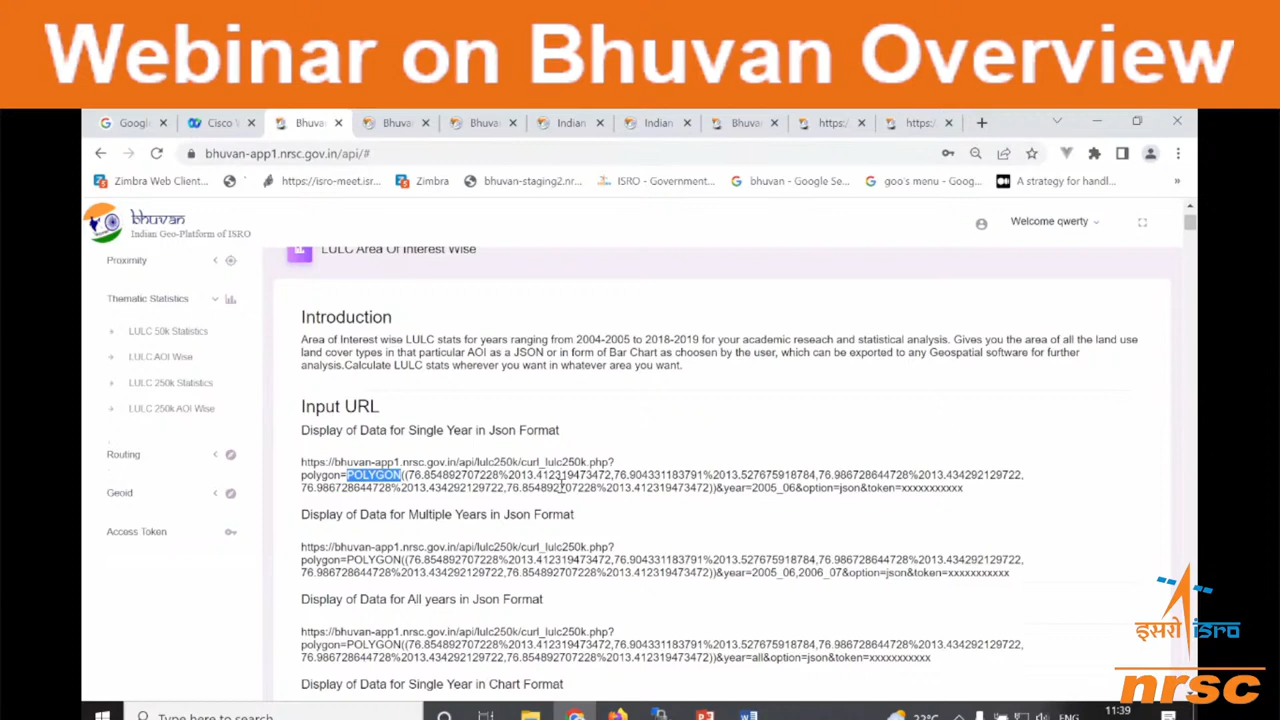 Webinar on Bhuvan Overview
Google
Cisco
Bhuva
Bhuva
Bhuva
Indian
Indian
Bhuva
https:/
https:/
bhuvan-app1.nrsc.gov.in/api/#
Zimbra Web Client...
https://isro-meet.isr...
Zimbra
bhuvan-staging2.nr...
ISRO - Government...
bhuvan - Google Se...
goo's menu - Goog...
A strategy for handl...
»
bhuvan
Indian Geo-Platform of ISRO
Welcome qwerty
LULC Area Of Interest Wise
Proximity
Thematic Statistics
LULC 50k Statistics
LULC AOI Wise
LULC 250k Statistics
LULC 250k AOI Wise
Routing
Geoid
Access Token
Introduction
Area of Interest wise LULC stats for years ranging from 2004-2005 to 2018-2019 for your academic reseach and statistical analysis. Gives you the area of all the land use
land cover types in that particular AOI as a JSON or in form of Bar Chart as choosen by the user, which can be exported to any Geospatial software for further
analysis.Calculate LULC stats wherever you want in whatever area you want.
Input URL
Display of Data for Single Year in Json Format
https://bhuvan-app1.nrsc.gov.in/api/lulc250k/curl_lulc250k.php?
polygon=POLYGON((76.854892707228%2013.412319473472,76.904331183791%2013.527675918784,76.986728644728%2013.434292129722,
76.986728644728%2013.434292129722,76.854892707228%2013.412319473472))&year=2005_06&option=json&token=xxxxxxxxxxx
Display of Data for Multiple Years in Json Format
https://bhuvan-app1.nrsc.gov.in/api/lulc250k/curl_lulc250k.php?
polygon=POLYGON((76.854892707228%2013.412319473472,76.904331183791%2013.527675918784,76.986728644728%2013.434292129722,
76.986728644728%2013.434292129722,76.854892707228%2013.412319473472))&year=2005_06,2006_07&option=json&token=xxxxxxxxxxx
Display of Data for All years in Json Format
https://bhuvan-app1.nrsc.gov.in/api/lulc250k/curl_lulc250k.php?
polygon=POLYGON((76.854892707228%2013.412319473472,76.904331183791%2013.527675918784,76.986728644728%2013.434292129722,
76.986728644728%2013.434292129722,76.854892707228%2013.412319473472))&year=all&option=json&token=xxxxxxxxxxx
Display of Data for Single Year in Chart Format
इसरो isro
nrsc
Type here to search
22°C
ENG
11:39